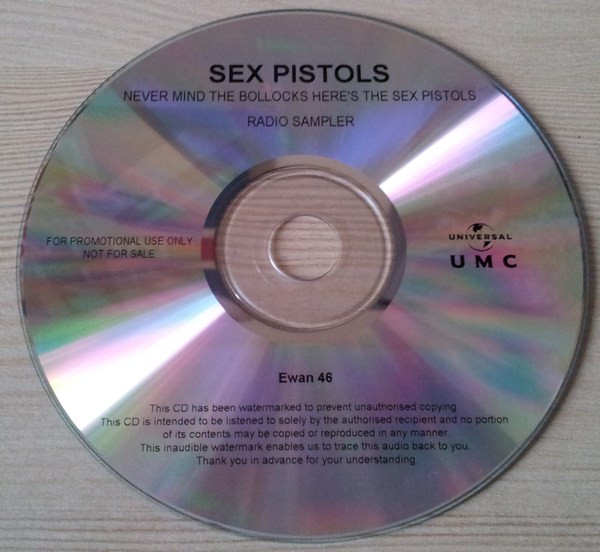 SEX PISTOLS
NEVER MIND THE BOLLOCKS HERE'S THE SEX PISTOLS
RADIO SAMPLER
FOR PROMOTIONAL USE ONLY
NOT FOR SALE
UNIVERSAL
UMC
Ewan 46
This CD has been watermarked to prevent unauthorised copying.
This CD is intended to be listened to solely by the authorised recipient and no portion
of its contents may be copied or reproduced in any manner.
This inaudible watermark enables us to trace this audio back to you.
Thank you in advance for your understanding.